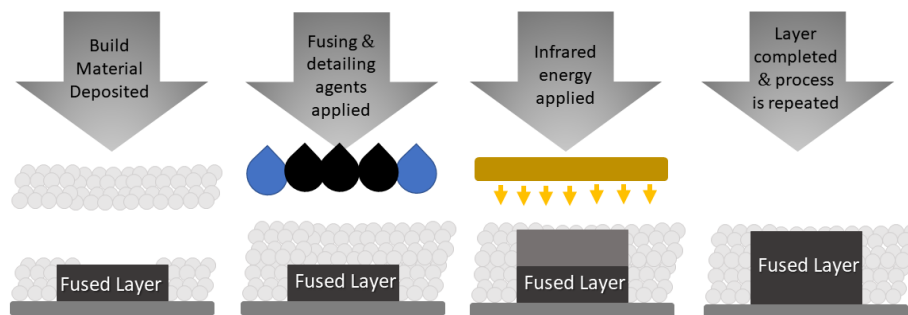 Build
Material
Deposited
Fusing &
detailing
agents
applied
Infrared
energy
applied
Layer
completed
& process
is repeated
Fused Layer
Fused Layer
Fused Layer
Fused Layer